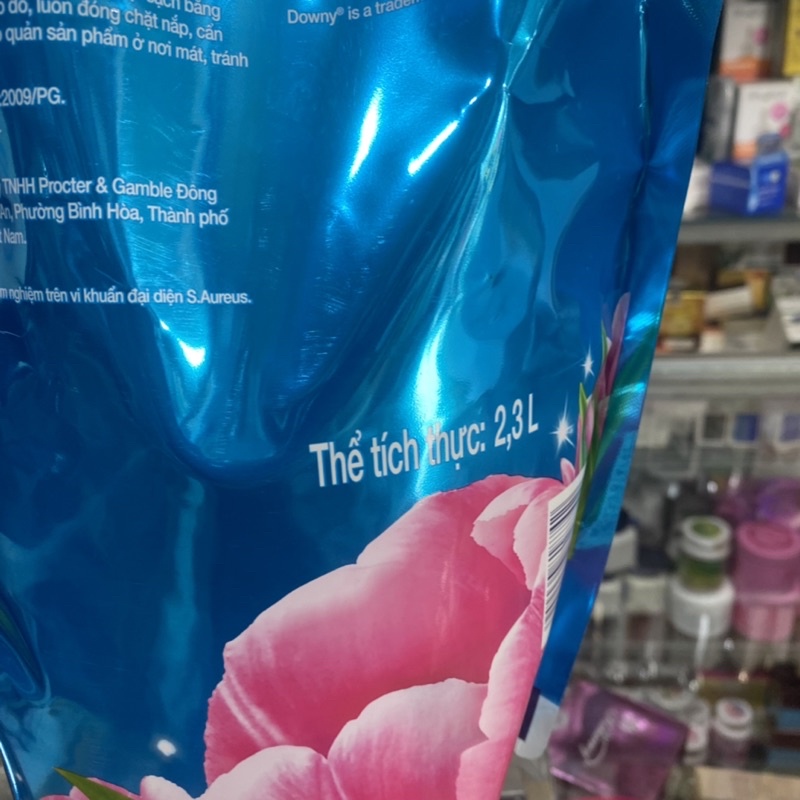 đó, luôn đóng chặt nắp, cần
quản sản phẩm ở nơi mát, tránh
Downy® is a
2009/PG.
TNHH Procter & Gamble Đông
An, Phường Bình Hòa, Thành phố
Nam.
nghiệm trên vi khuẩn đại diện S.Aureus.
Thể tích thực: 2,3 L